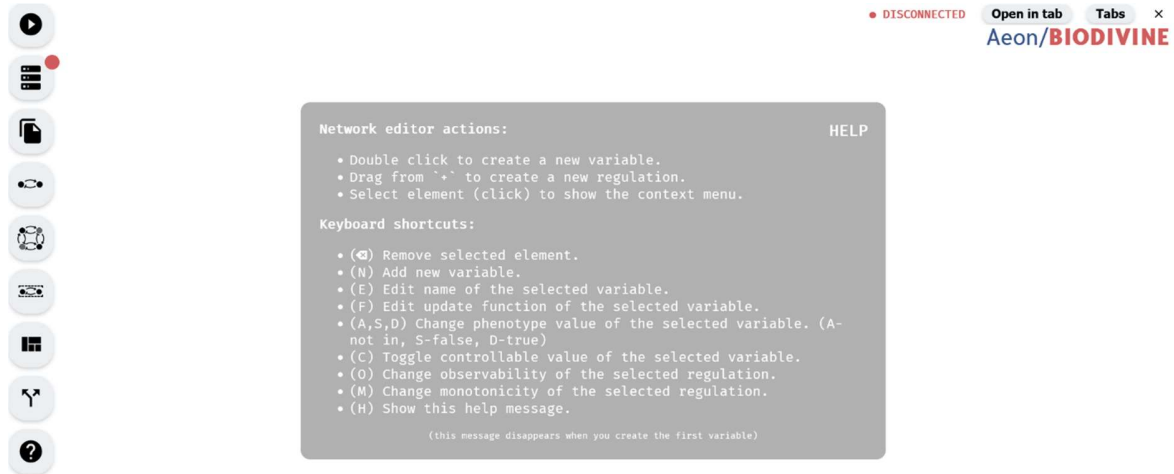 DISCONNECTED Open in tab Tabs ×
Aeon/BIODIVINE
Network editor actions: HELP
• Double click to create a new variable.
• Drag from `+` to create a new regulation.
• Select element (click) to show the context menu.
Keyboard shortcuts:
• (⌫) Remove selected element.
• (N) Add new variable.
• (E) Edit name of the selected variable.
• (F) Edit update function of the selected variable.
• (A,S,D) Change phenotype value of the selected variable. (A-
not in, S-false, D-true)
• (C) Toggle controllable value of the selected variable.
• (O) Change observability of the selected regulation.
• (M) Change monotonicity of the selected regulation.
• (H) Show this help message.
(this message disappears when you create the first variable)
?